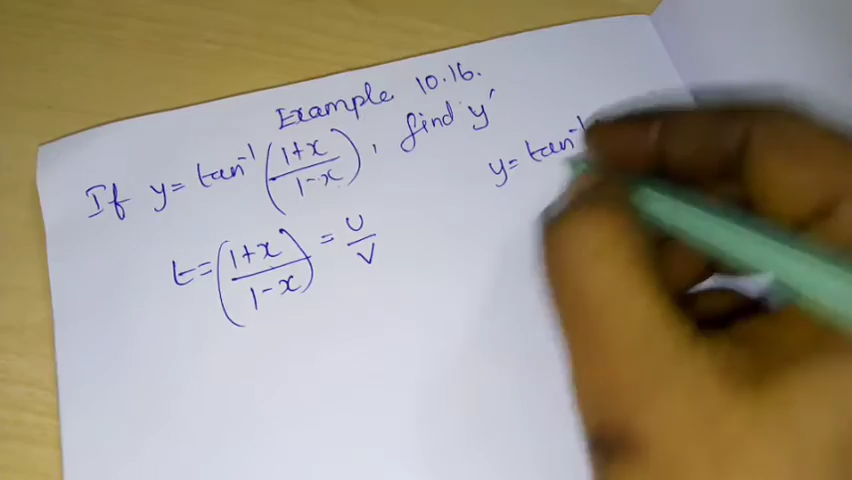 Example 10.16.
If y = tan⁻¹ (1+x / 1-x), find y'
t = (1+x / 1-x) = U / V
y = tan⁻¹